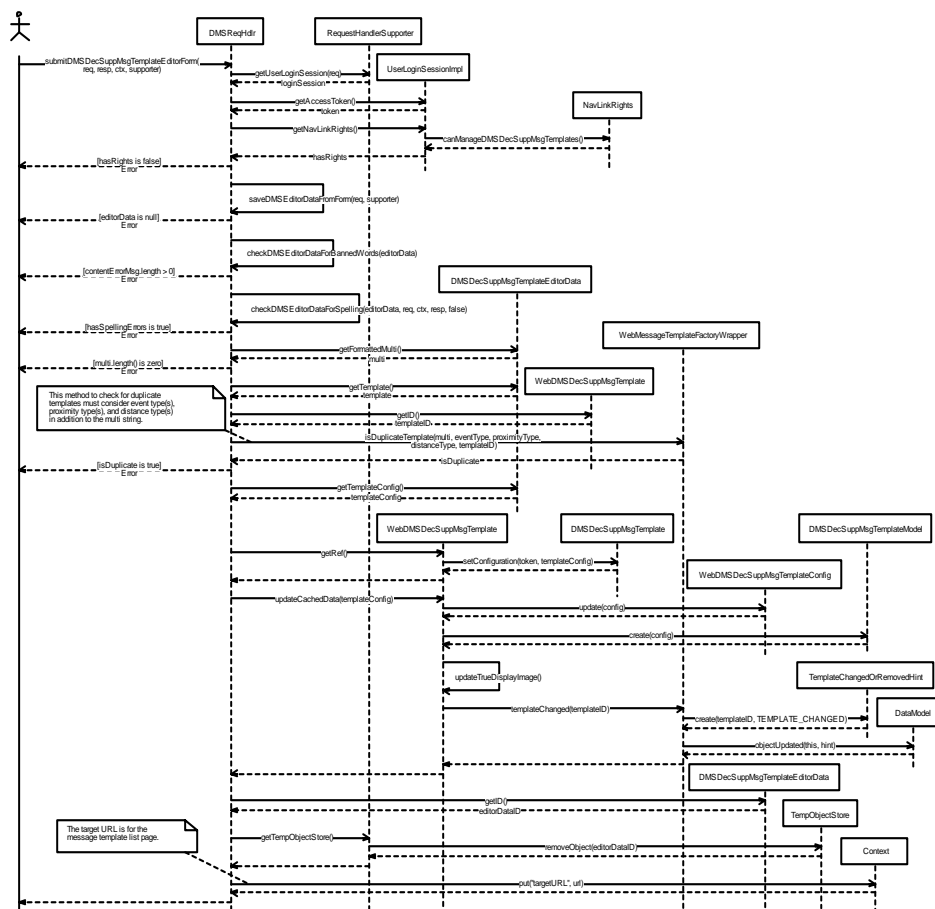 DMSReqHdlr
RequestHandlerSupporter
submitDMSDecSuppMsgTemplateEditorForm(
req, resp, ctx, supporter)
UserLoginSessionImpl
getUserLoginSession(req)
loginSession
getAccessToken()
token
NavLinkRights
getNavLinkRights()
canManageDMSDecSuppMsgTemplates()
hasRights
[hasRights is false]
Error
saveDMSEditorDataFromForm(req, supporter)
[editorData is null]
Error
checkDMSEditorDataForBannedWords(editorData)
[contentErrorMsg.length > 0]
Error
DMSDecSuppMsgTemplateEditorData
checkDMSEditorDataForSpelling(editorData, req, ctx, resp, false)
[hasSpellingErrors is true]
Error
WebMessageTemplateFactoryWrapper
getFormattedMulti()
multi
[multi.length() is zero]
Error
WebDMSDecSuppMsgTemplate
getTemplate()
template
This method to check for duplicate
templates must consider event type(s),
proximity type(s), and distance type(s)
in addition to the multi string.
getID()
templateID
isDuplicateTemplate(multi, eventType, proximityType,
distanceType, templateID)
isDuplicate
[isDuplicate is true]
Error
getTemplateConfig()
templateConfig
WebDMSDecSuppMsgTemplate
DMSDecSuppMsgTemplate
DMSDecSuppMsgTemplateModel
getRef()
setConfiguration(token, templateConfig)
WebDMSDecSuppMsgTemplateConfig
updateCachedData(templateConfig)
update(config)
create(config)
updateTrueDisplayImage()
TemplateChangedOrRemovedHint
templateChanged(templateID)
DataModel
create(templateID, TEMPLATE_CHANGED)
objectUpdated(this, hint)
DMSDecSuppMsgTemplateEditorData
getID()
editorDataID
TempObjectStore
The target URL is for the
message template list page.
getTempObjectStore()
removeObject(editorDataID)
Context
put("targetURL", url)